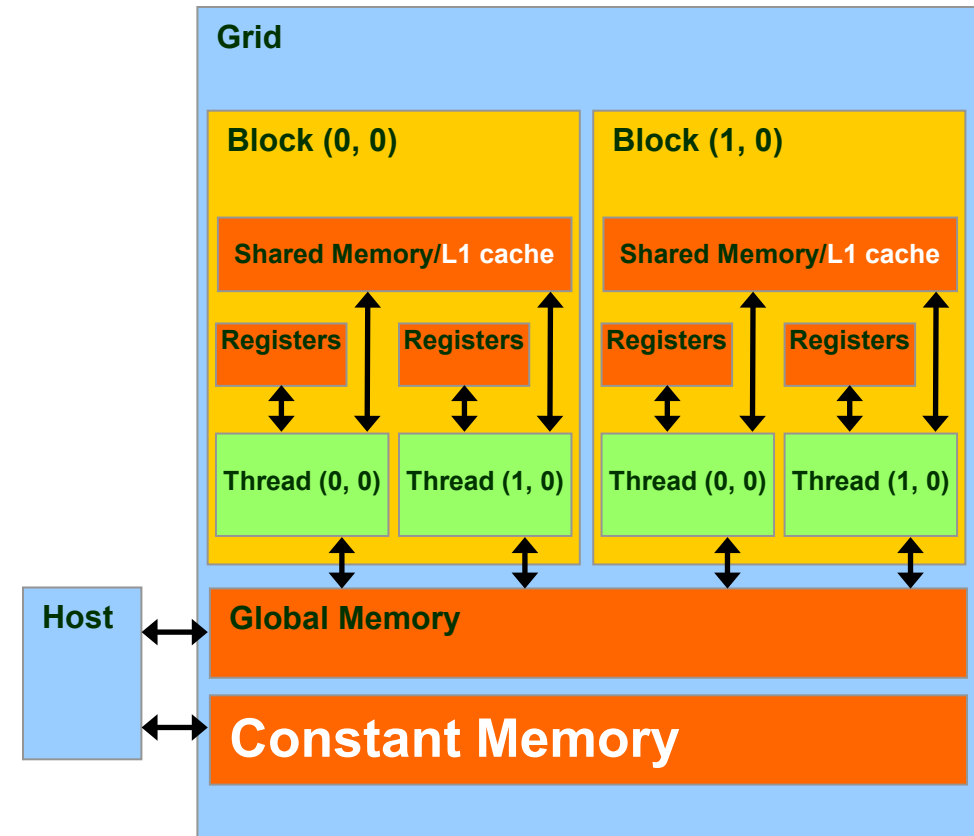 Grid
Block (0, 0)
Block (1, 0)
Shared Memory/L1 cache
Shared Memory/L1 cache
Registers
Registers
Registers
Registers
Thread (0, 0)
Thread (1, 0)
Thread (0, 0)
Thread (1, 0)
Host
Global Memory
Constant Memory